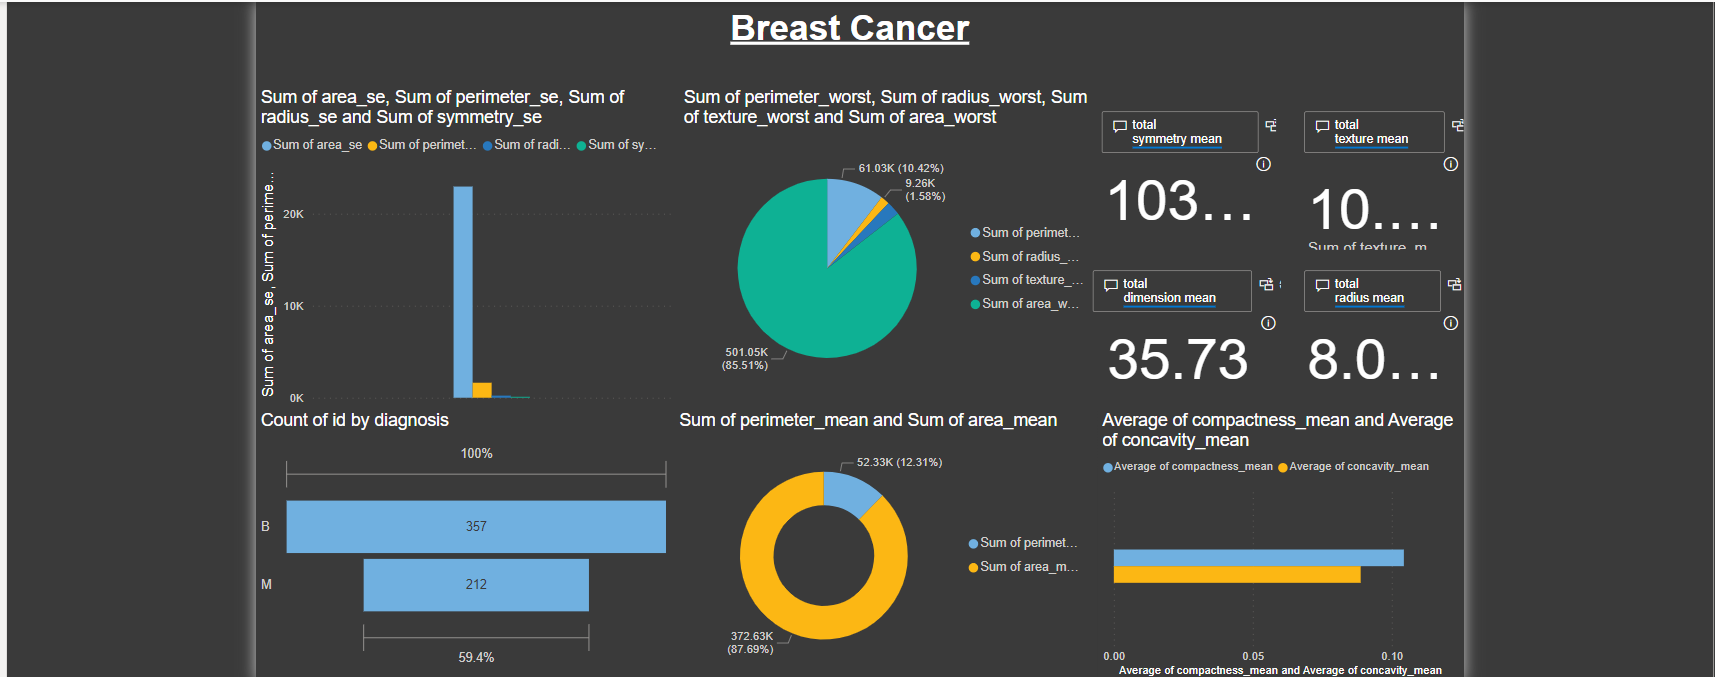 Breast Cancer
Sum of area_se, Sum of perimeter_se, Sum of
radius_se and Sum of symmetry_se
Sum of area_se Sum of perimet... Sum of radi... Sum of sy...
Sum of area_se, Sum of perime...
20K
10K
0K
Sum of perimeter_worst, Sum of radius_worst, Sum
of texture_worst and Sum of area_worst
61.03K (10.42%)
9.26K
(1.58%)
501.05K
(85.51%)
Sum of perimet...
Sum of radius_...
Sum of texture_...
Sum of area_w...
total
symmetry mean
103...
total
texture mean
10....
Sum of texture_m
total
dimension mean
35.73
total
radius mean
8.0...
Count of id by diagnosis
100%
B
357
M
212
59.4%
Sum of perimeter_mean and Sum of area_mean
52.33K (12.31%)
372.63K
(87.69%)
Sum of perimet...
Sum of area_m...
Average of compactness_mean and Average
of concavity_mean
Average of compactness_mean Average of concavity_mean
0.00 0.05 0.10
Average of compactness_mean and Average of concavity_mean